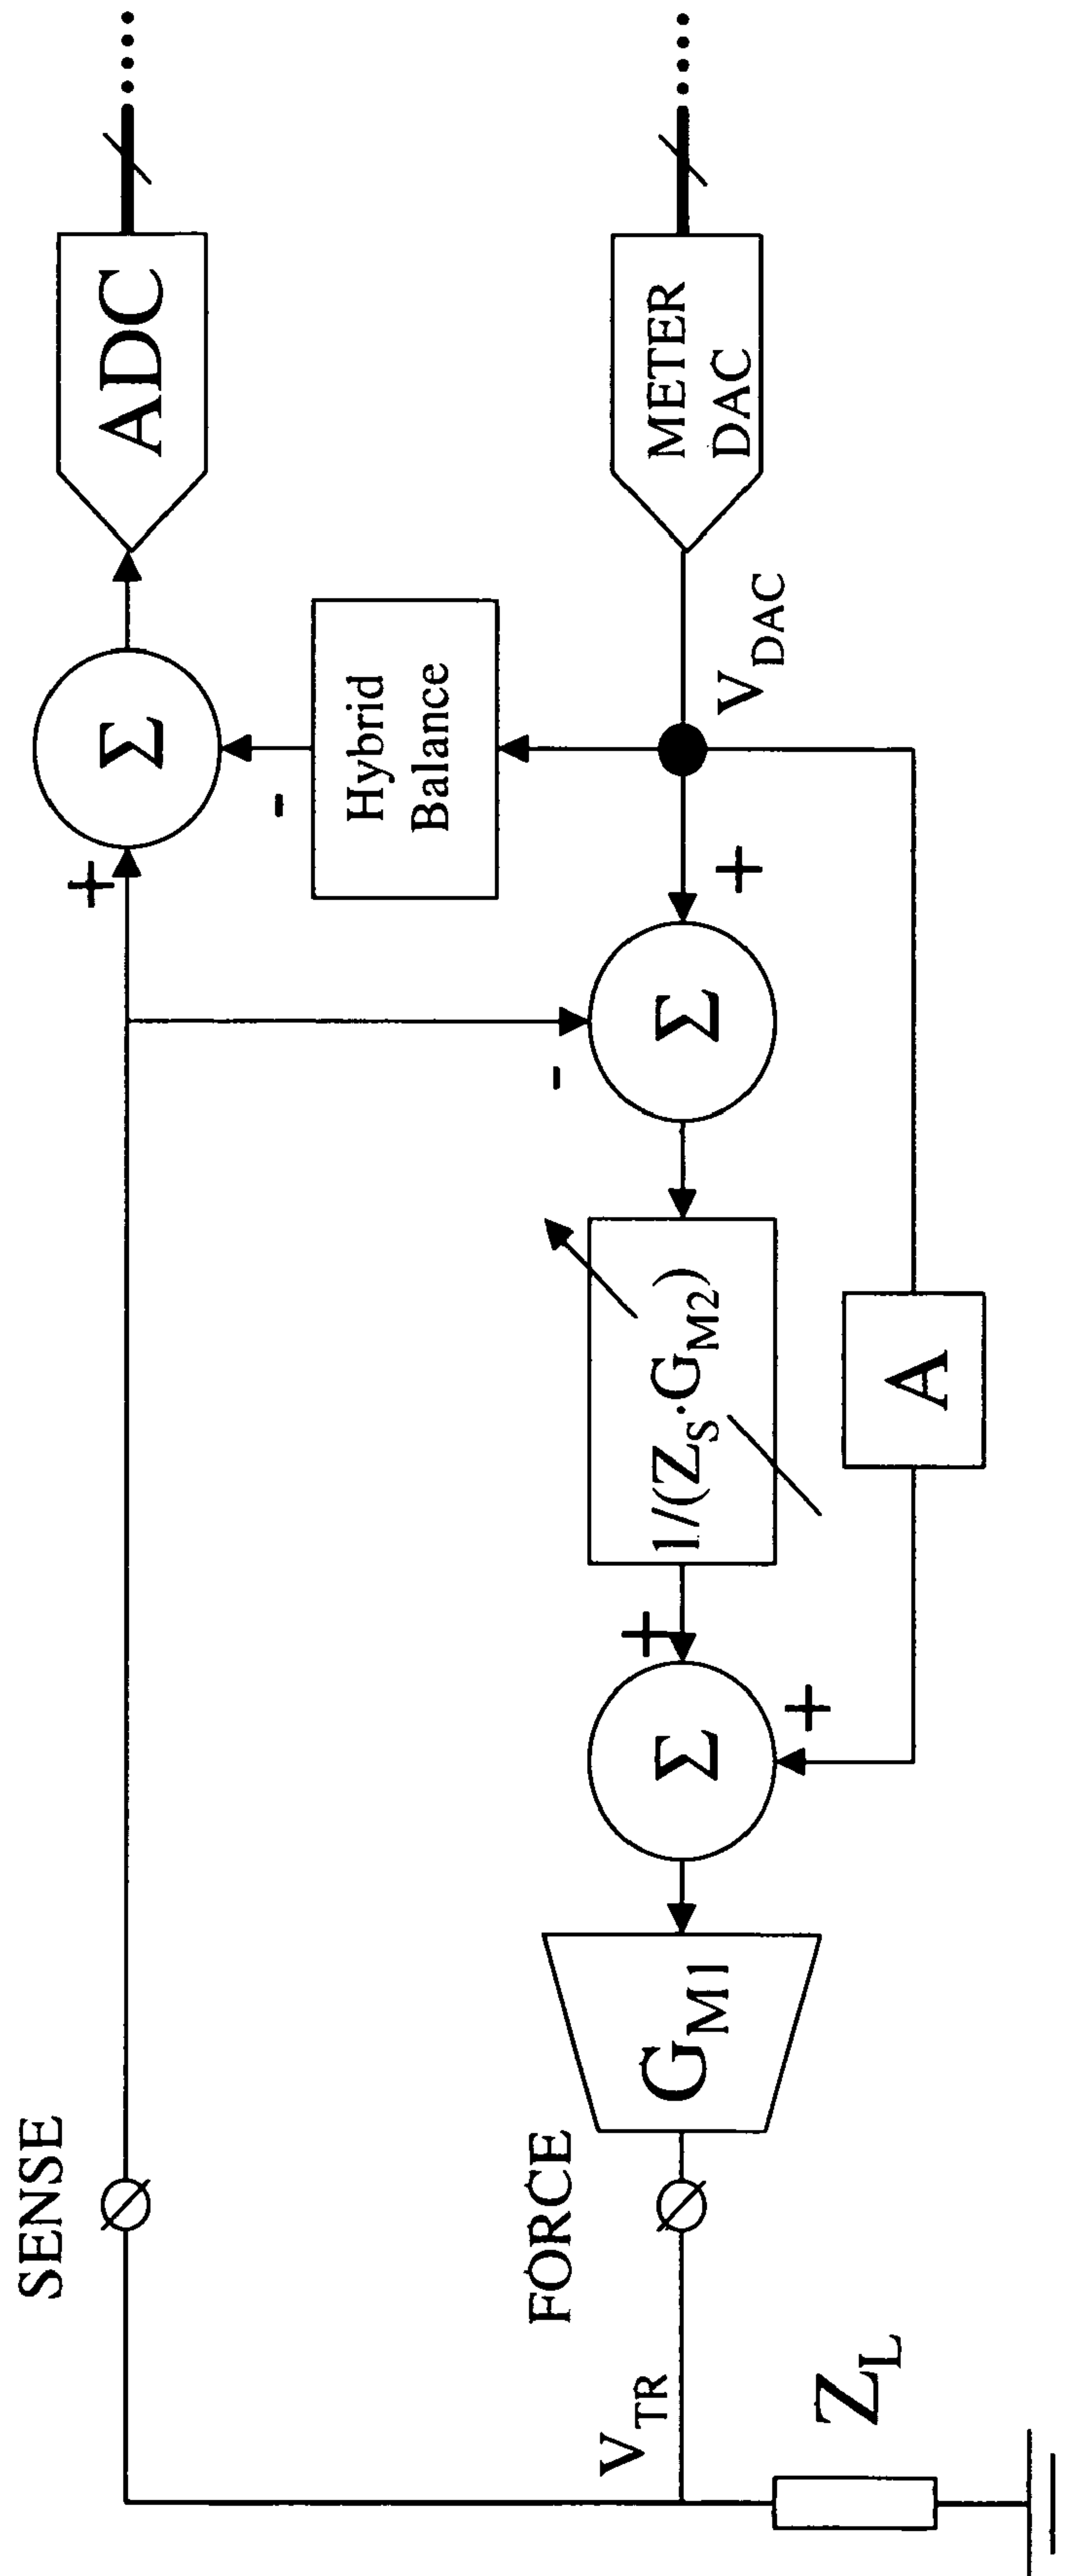 SENSE
+
Σ
ADC
-
Hybrid
Balance
V_TR
FORCE
G_M1
Σ
+
+
1/(Z_S·G_M2)
-
Σ
+
V_DAC
METER
DAC
A
Z_L